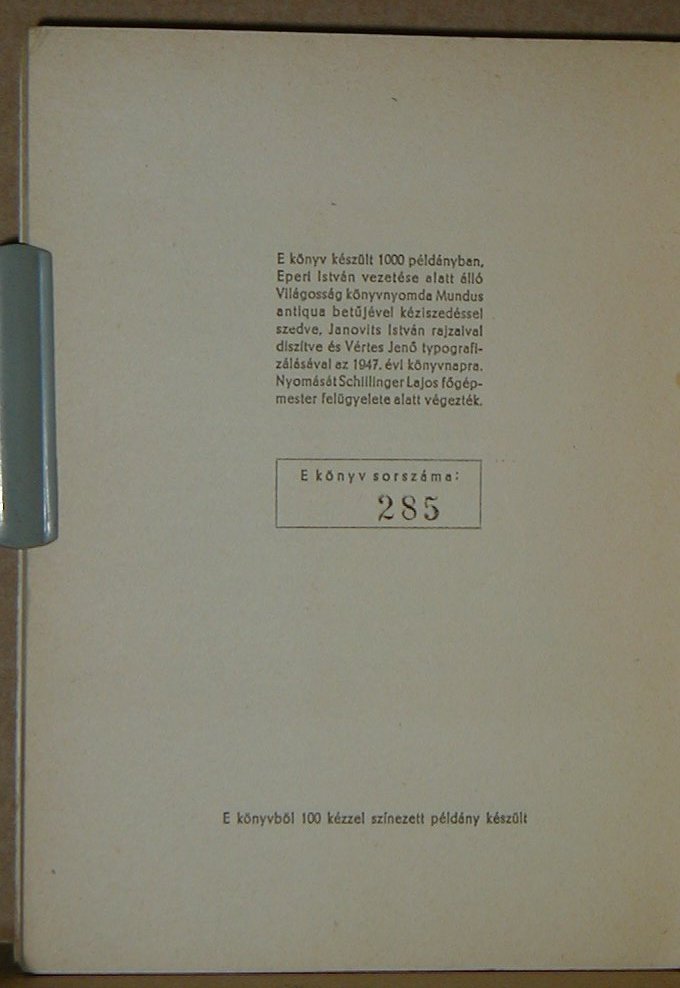 E könyv készült 1000 példányban,
Eperl István vezetése alatt álló
Világosság könyvnyomda Mundus
antiqua betűjével kéziszedéssel
szedve, Janovits István rajzaival
díszítve és Vértes Jenő typografi-
zálásával az 1947. évi könyvnapra.
Nyomását Schillinger Lajos főgép-
mester felügyelete alatt végezték.
E könyv sorszáma:
285
E könyvből 100 kézzel színezett példány készült